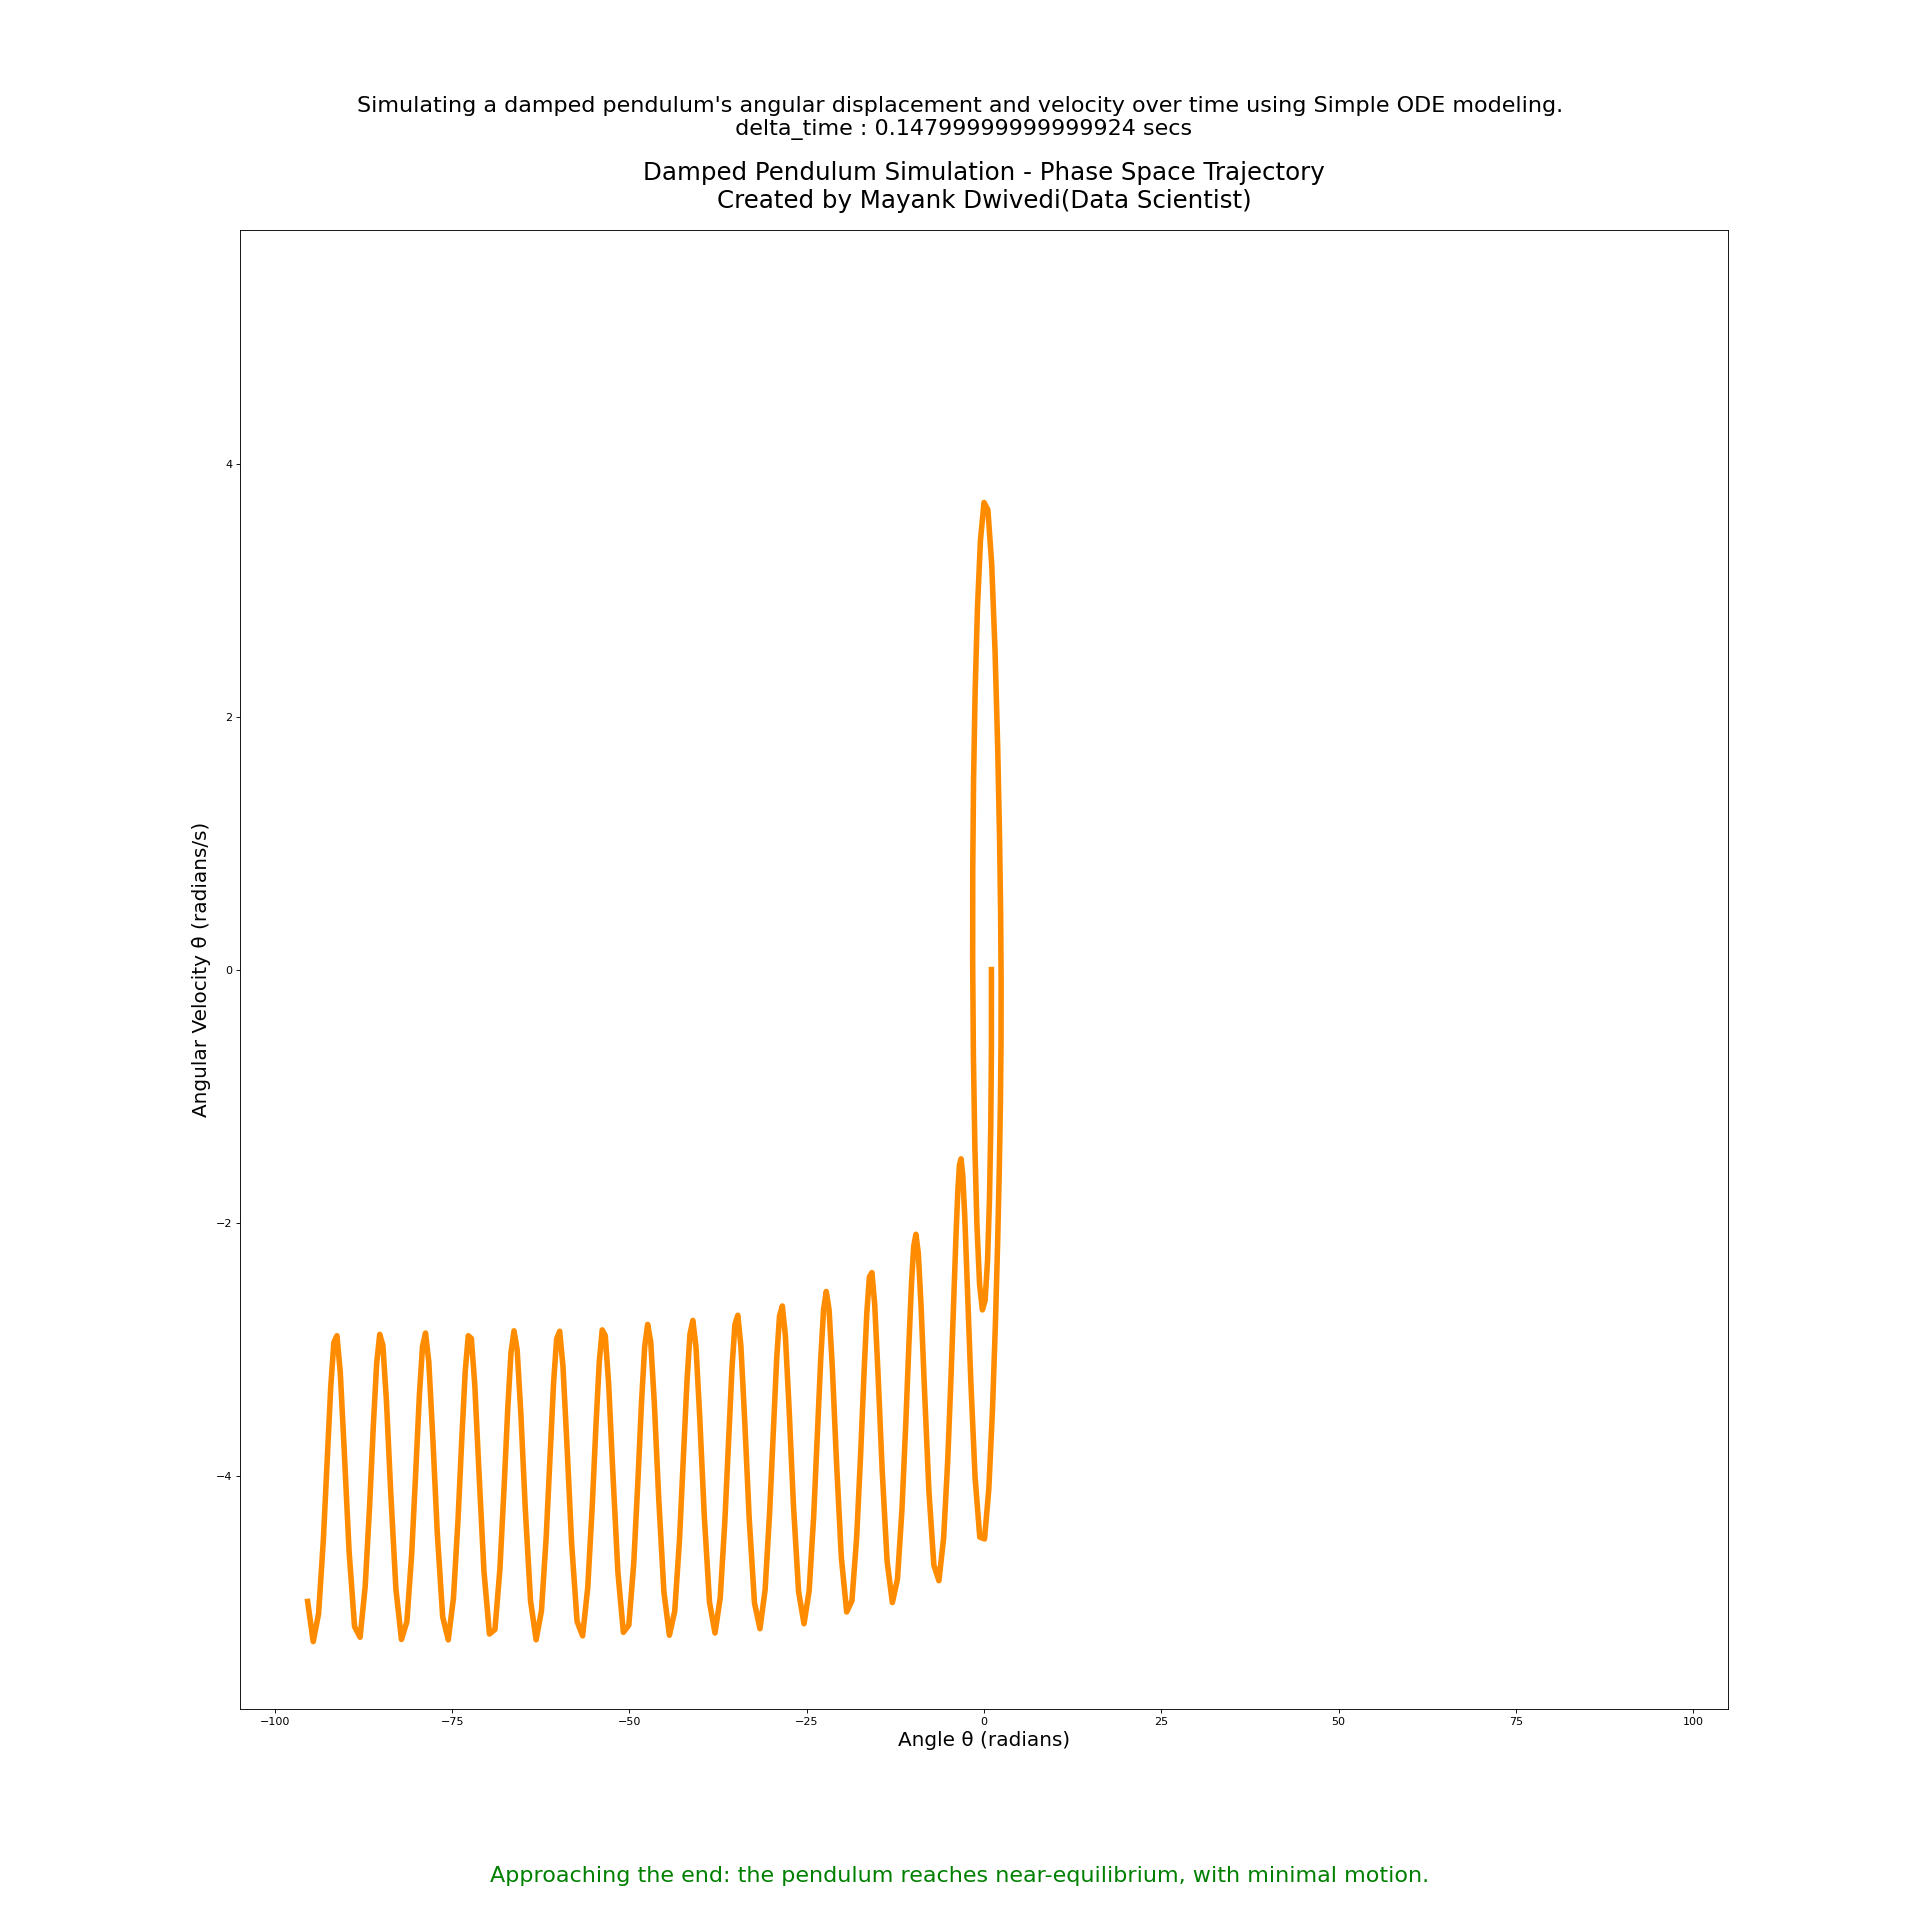 Simulating a damped pendulum's angular displacement and velocity over time using Simple ODE modeling.
delta_time : 0.14799999999999924 secs
Damped Pendulum Simulation - Phase Space Trajectory
Created by Mayank Dwivedi(Data Scientist)
Angular Velocity θ (radians/s)
4
2
0
−2
−4
−100
−75
−50
−25
0
25
50
75
100
Angle θ (radians)
Approaching the end: the pendulum reaches near-equilibrium, with minimal motion.